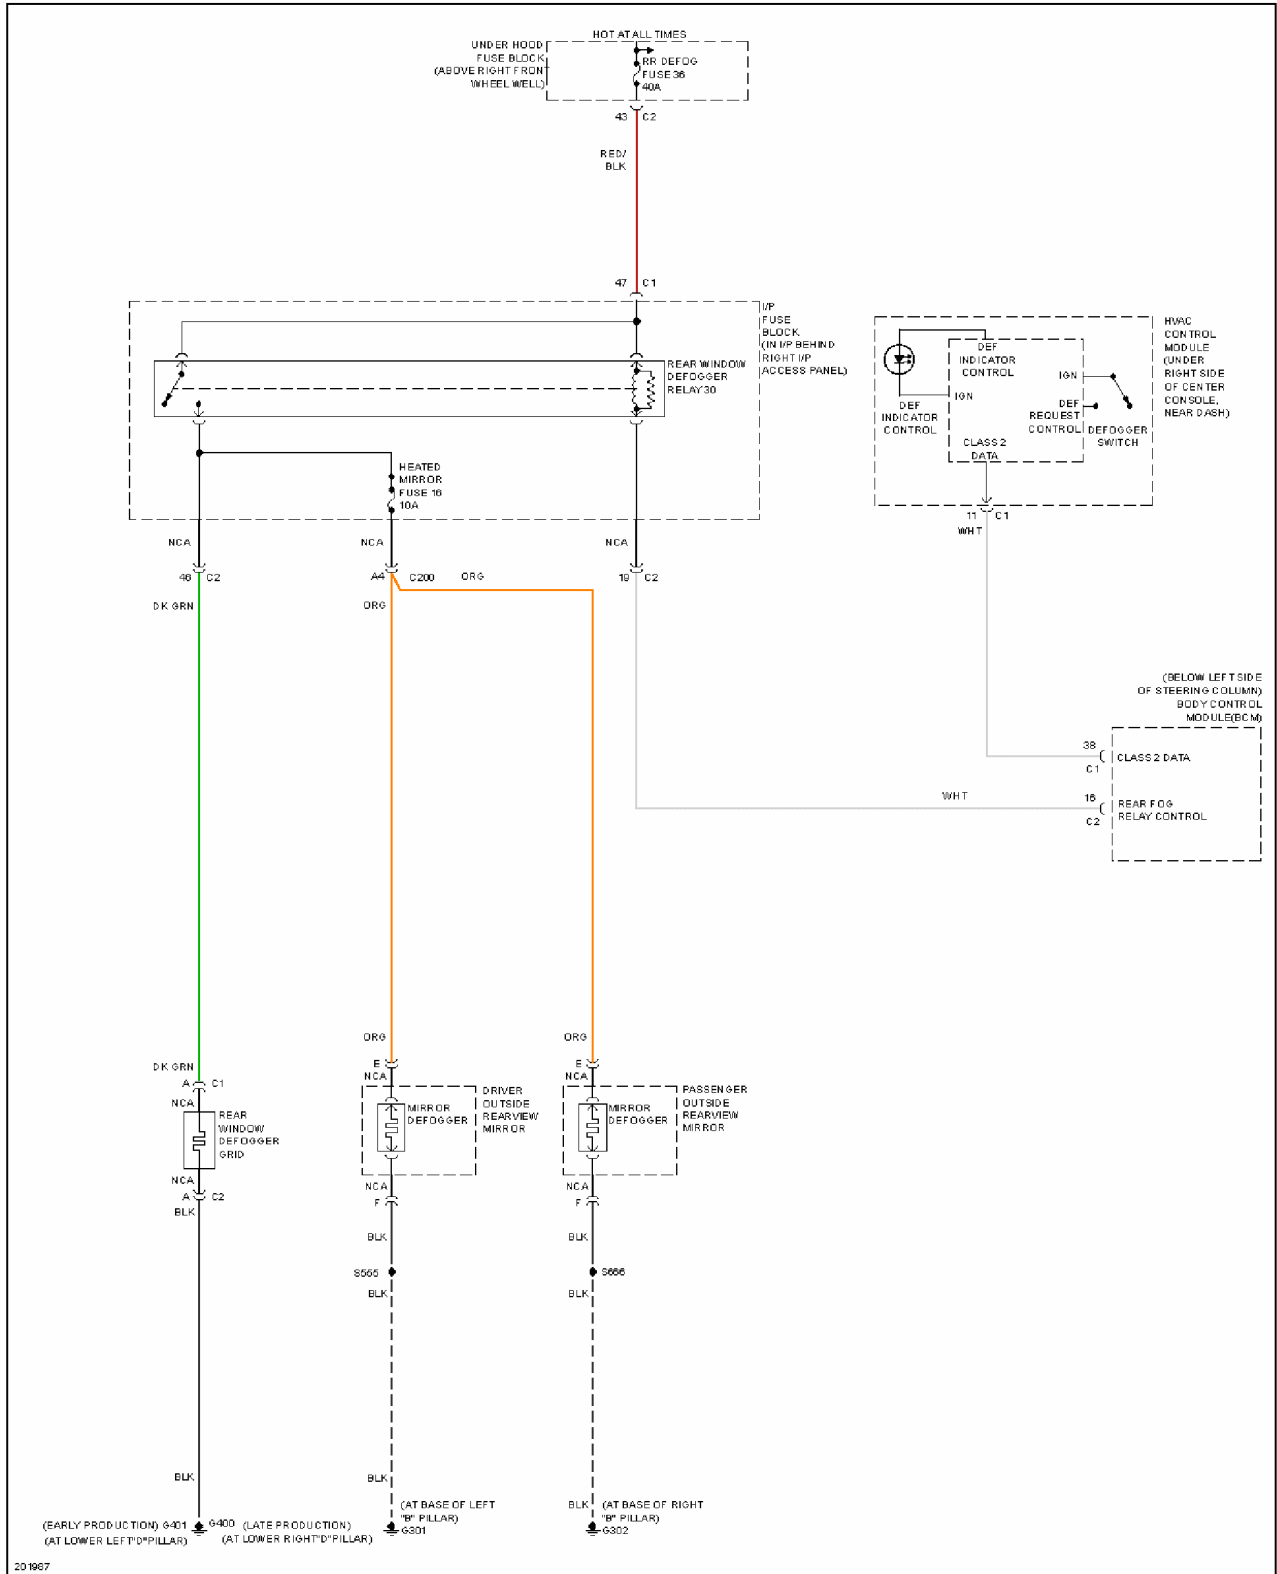 HOT AT ALL TIMES
UNDER HOOD
FUSE BLOCK
(ABOVE RIGHT FRONT
WHEEL WELL)
RR DEFOG
FUSE 36
40A
43 C2
RED/
BLK
47 C1
I/P
FUSE
BLOCK
(IN I/P BEHIND
RIGHT I/P
ACCESS PANEL)
REAR WINDOW
DEFOGGER
RELAY 30
HEATED
MIRROR
FUSE 16
10A
HVAC
CONTROL
MODULE
(UNDER
RIGHT SIDE
OF CENTER
CONSOLE,
NEAR DASH)
DEF
INDICATOR
CONTROL
IGN
IGN
DEF
REQUEST
CONTROL
DEF
INDICATOR
CONTROL
DEFOGGER
SWITCH
CLASS 2
DATA
11 C1
WHT
NCA
NCA
NCA
46 C2
A4 C200 ORG
19 C2
DK GRN
ORG
(BELOW LEFT SIDE
OF STEERING COLUMN)
BODY CONTROL
MODULE(BCM)
38
C1
CLASS 2 DATA
WHT
16
C2
REAR FOG
RELAY CONTROL
ORG
ORG
DK GRN
E
E
NCA
NCA
A C1
NCA
REAR
WINDOW
DEFOGGER
GRID
MIRROR
DEFOGGER
DRIVER
OUTSIDE
REARVIEW
MIRROR
MIRROR
DEFOGGER
PASSENGER
OUTSIDE
REARVIEW
MIRROR
NCA
NCA
NCA
A C2
F
F
BLK
BLK
BLK
S555
S666
BLK
BLK
BLK
BLK
BLK
(AT BASE OF LEFT
"B" PILLAR)
G301
(AT BASE OF RIGHT
"B" PILLAR)
G302
(EARLY PRODUCTION) G401
(AT LOWER LEFT "D" PILLAR)
G400 (LATE PRODUCTION)
(AT LOWER RIGHT "D" PILLAR)
201987